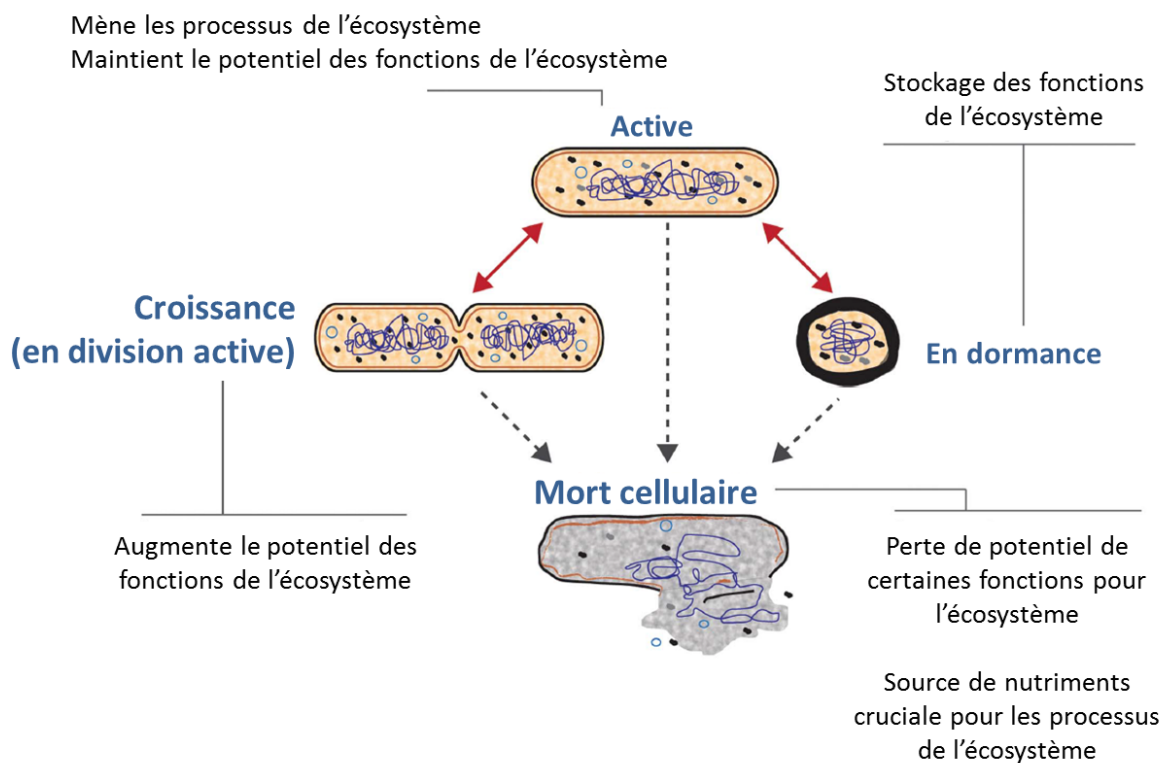 Mène les processus de l’écosystème
Maintient le potentiel des fonctions de l’écosystème
Stockage des fonctions
de l’écosystème
Active
Croissance
(en division active)
En dormance
Mort cellulaire
Augmente le potentiel des
fonctions de l’écosystème
Perte de potentiel de
certaines fonctions pour
l’écosystème
Source de nutriments
cruciale pour les processus
de l’écosystème